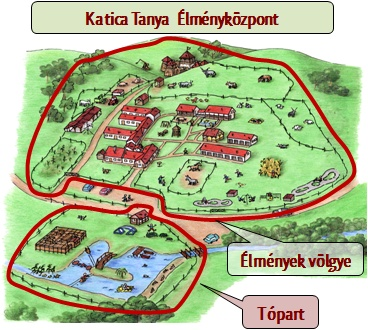 Katica Tanya Élményközpont
Élmények völgye
Tópart